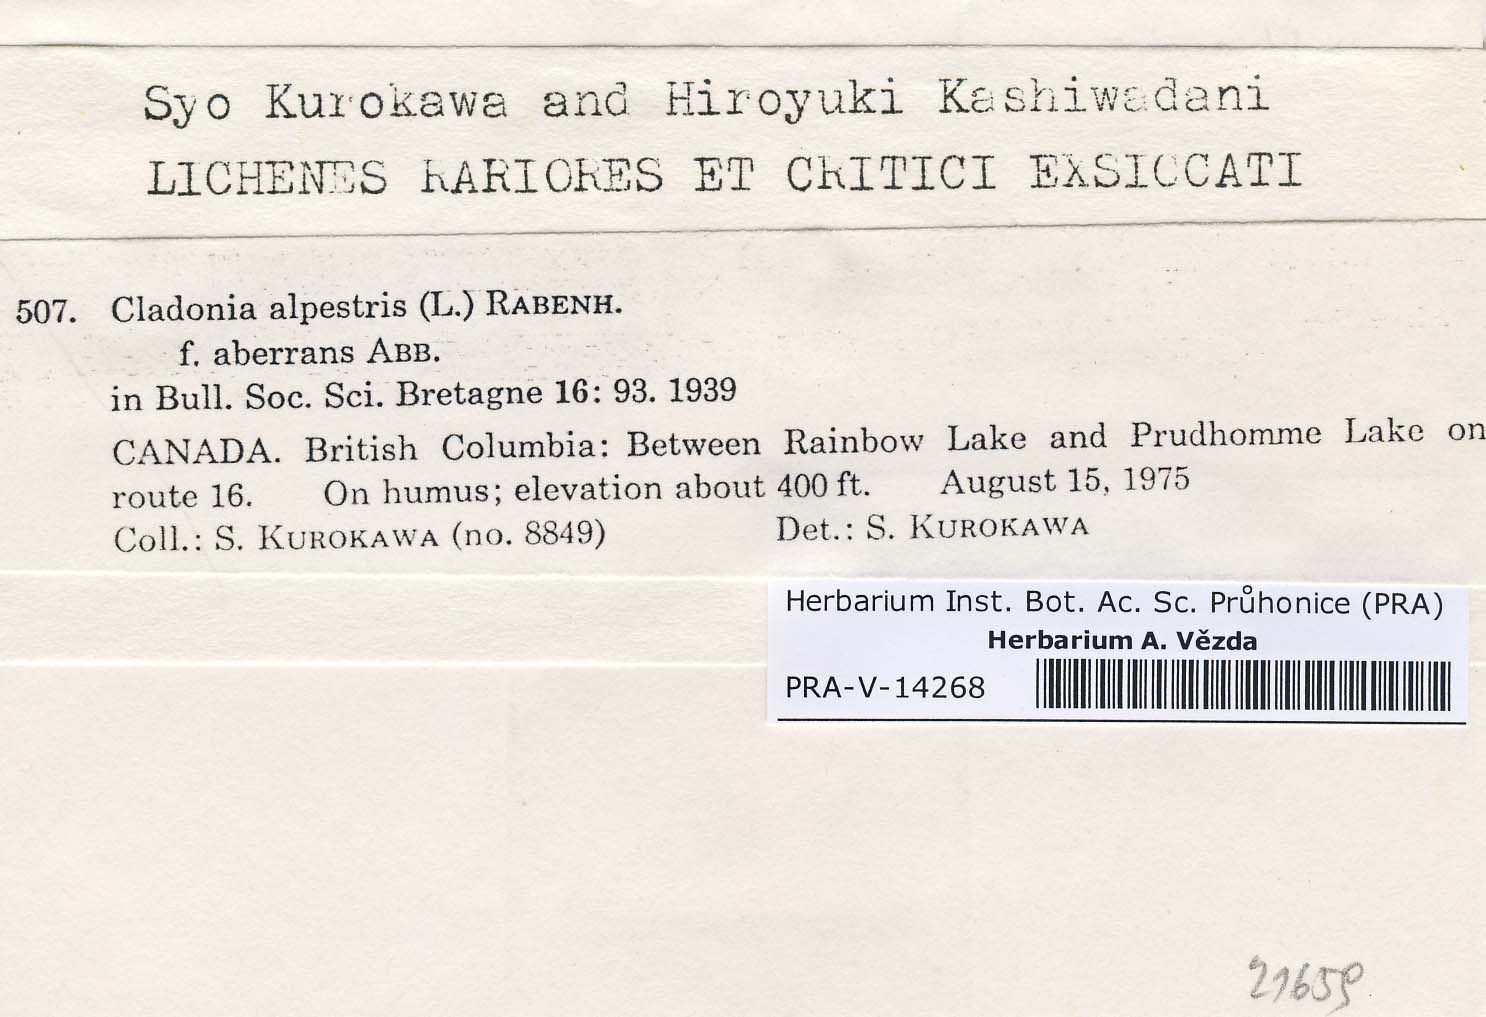 Syo Kurokawa and Hiroyuki Kashiwadani
LICHENES RARIORES ET CRITICI EXSICCATI
507. Cladonia alpestris (L.) RABENH.
f. aberrans ABB.
in Bull. Soc. Sci. Bretagne 16: 93. 1939
CANADA. British Columbia: Between Rainbow Lake and Prudhomme Lake on
route 16. On humus; elevation about 400 ft. August 15, 1975
Coll.: S. KUROKAWA (no. 8849) Det.: S. KUROKAWA
Herbarium Inst. Bot. Ac. Sc. Průhonice (PRA)
Herbarium A. Vězda
PRA-V-14268
21659